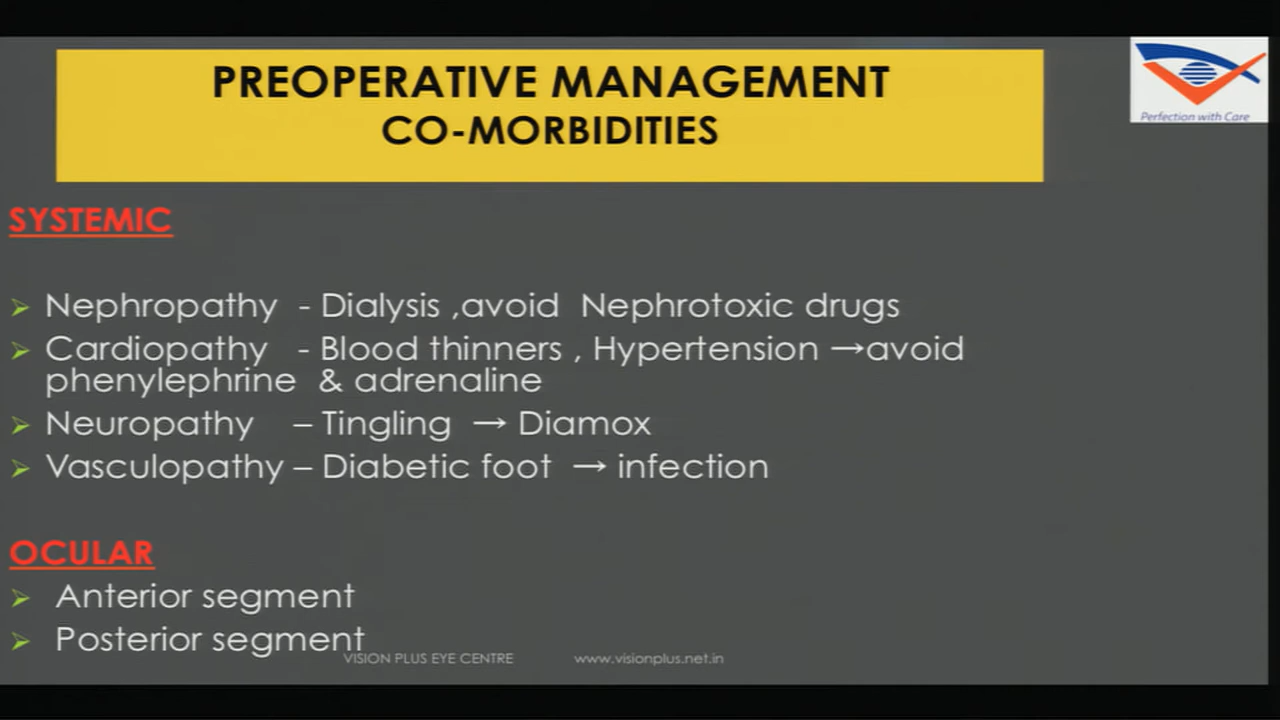 PREOPERATIVE MANAGEMENT
CO-MORBIDITIES
Perfection with Care
SYSTEMIC
Nephropathy - Dialysis ,avoid Nephrotoxic drugs
Cardiopathy - Blood thinners , Hypertension →avoid
phenylephrine & adrenaline
Neuropathy – Tingling → Diamox
Vasculopathy – Diabetic foot → infection
OCULAR
Anterior segment
Posterior segment
VISION PLUS EYE CENTRE www.visionplus.net.in